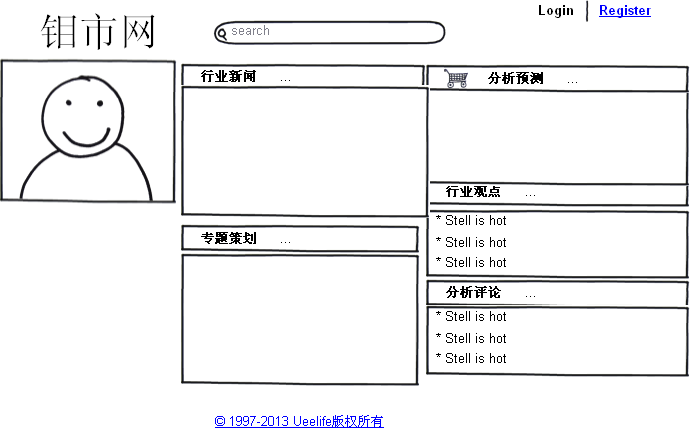 Login | Register
钼市网
search
行业新闻 ...
分析预测 ...
行业观点 ...
* Stell is hot
* Stell is hot
* Stell is hot
专题策划 ...
分析评论 ...
* Stell is hot
* Stell is hot
* Stell is hot
© 1997-2013 Ueelife版权所有